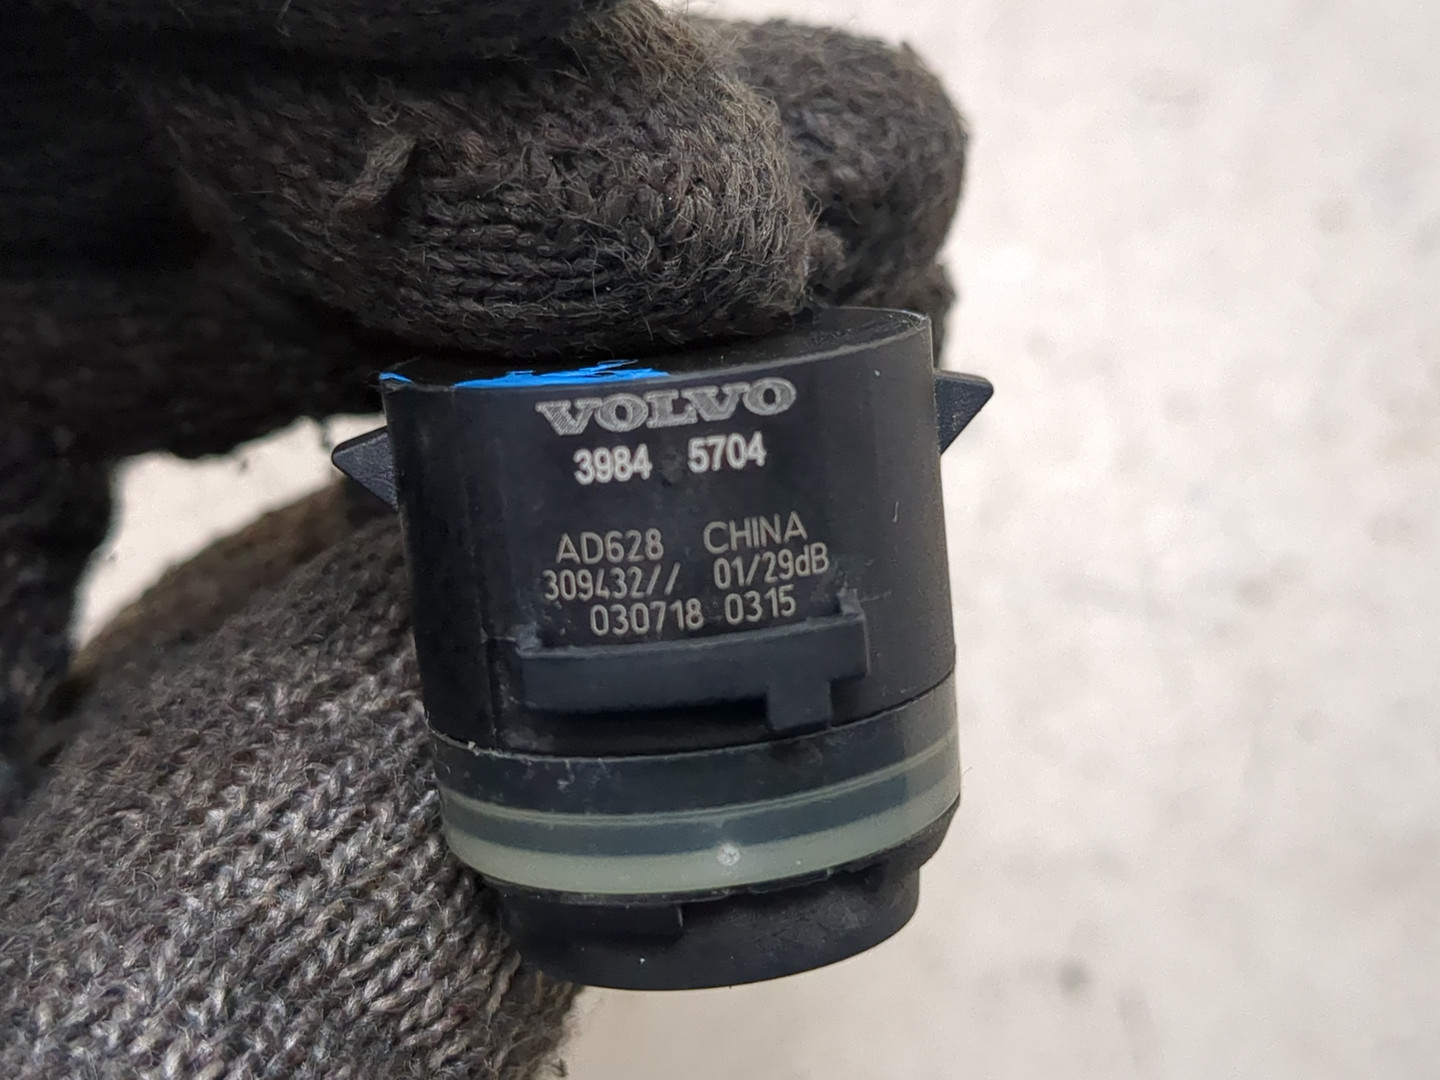 VOLVO
3984 5704
AD628 CHINA
309432// 01/29dB
030718 0315